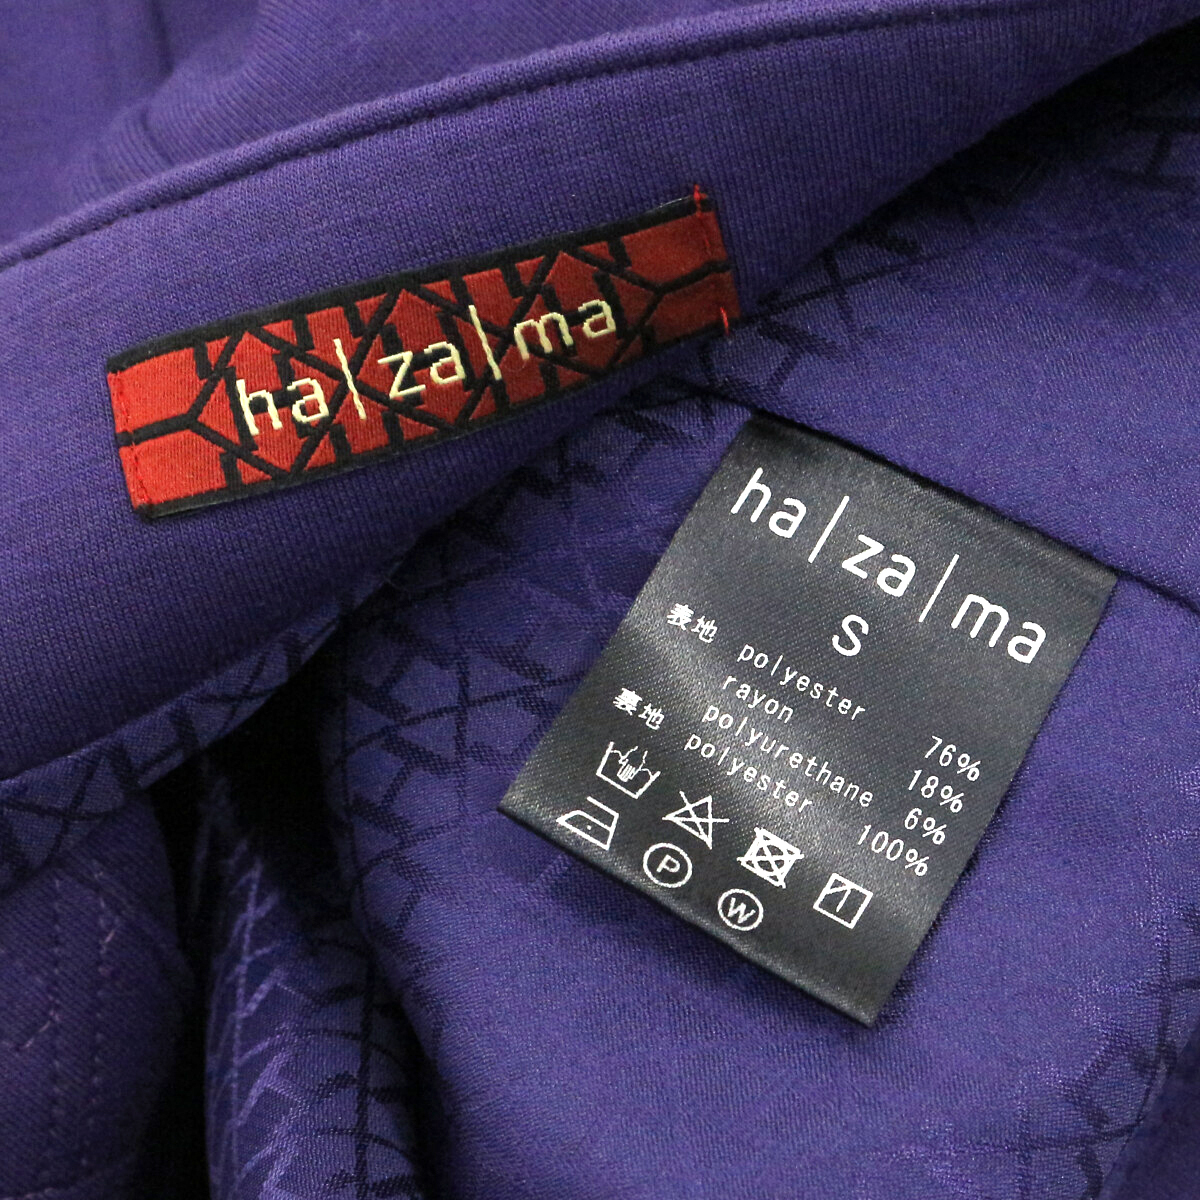 ha|za|ma
ha|za|ma
S
表地 polyester 76%
rayon 18%
polyurethane 6%
裏地 polyester 100%
P
W